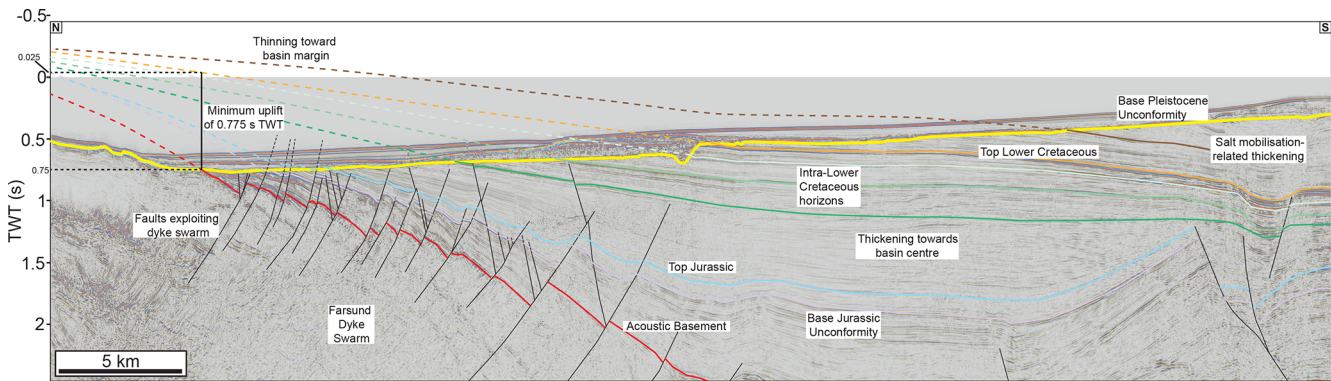 -0.5
N
S
Thinning toward
basin margin
0.025
0
Minimum uplift
of 0.775 s TWT
Base Pleistocene
Unconformity
0.5
Top Lower Cretaceous
Salt mobilisation-
related thickening
0.75
Intra-Lower
Cretaceous
horizons
1
TWT (s)
Faults exploiting
dyke swarm
Thickening towards
basin centre
1.5
Top Jurassic
Farsund
Dyke
Swarm
Base Jurassic
Unconformity
2
Acoustic Basement
5 km